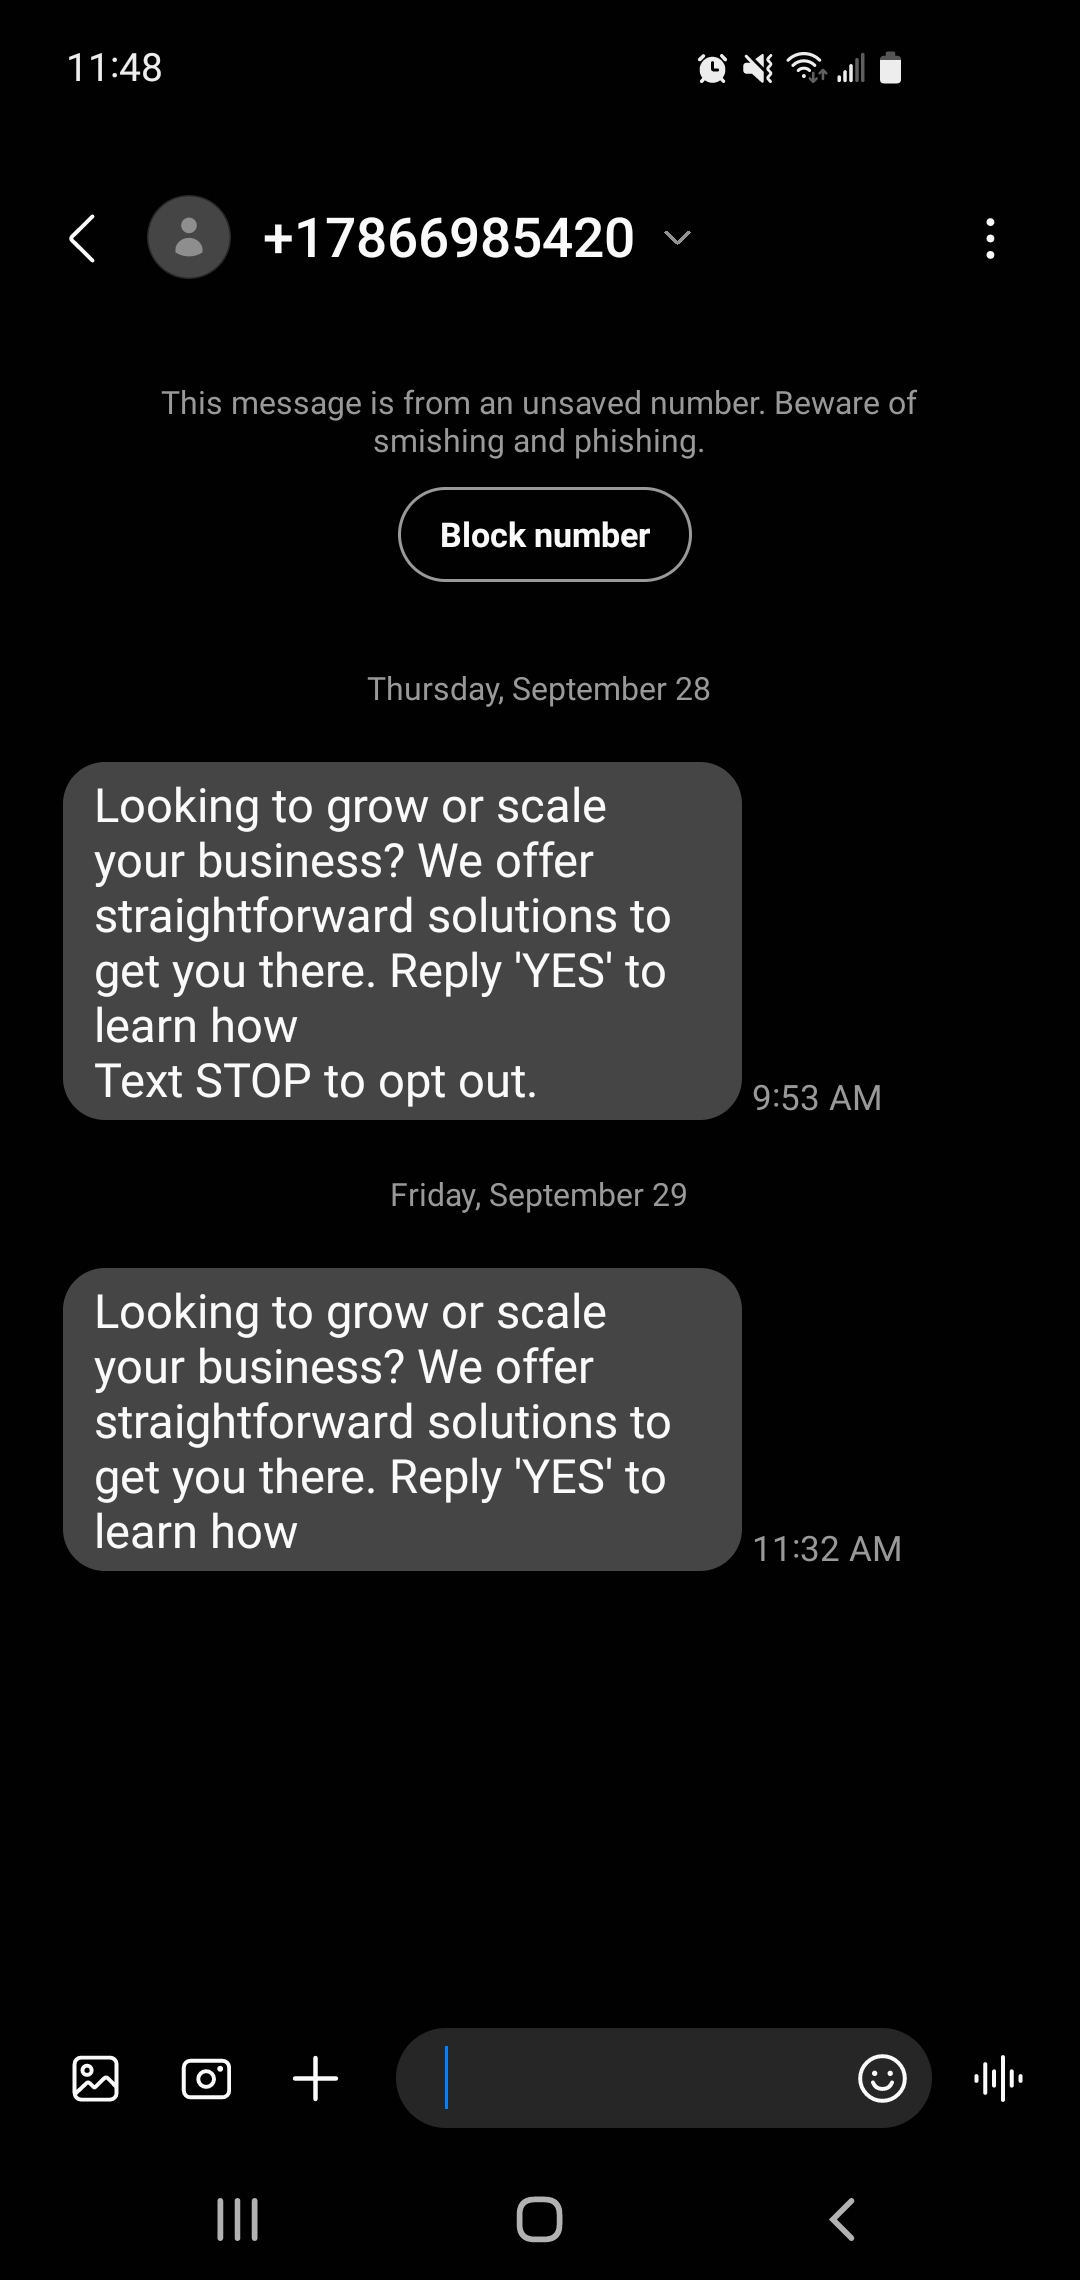 11:48
+17866985420
This message is from an unsaved number. Beware of
smishing and phishing.
Block number
Thursday, September 28
Looking to grow or scale
your business? We offer
straightforward solutions to
get you there. Reply 'YES' to
learn how
Text STOP to opt out.
9:53 AM
Friday, September 29
Looking to grow or scale
your business? We offer
straightforward solutions to
get you there. Reply 'YES' to
learn how
11:32 AM